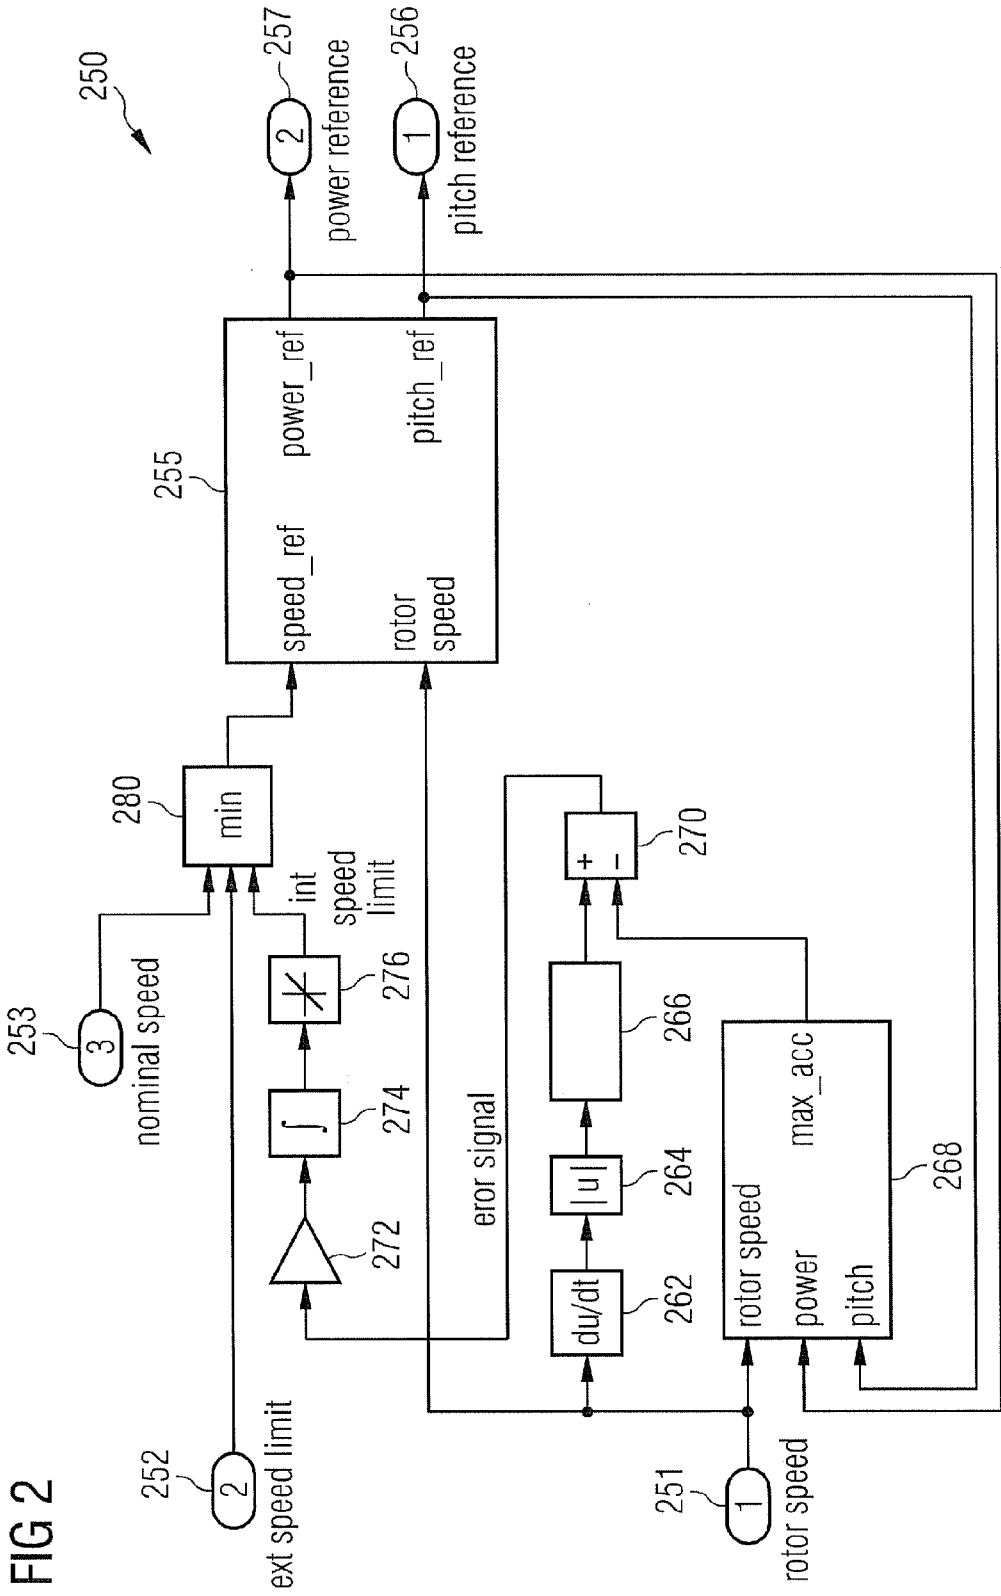 FIG 2
250
253
3
nominal speed
252
2
ext speed limit
280
min
int
speed
limit
276
∫
274
272
255
speed_ref
power_ref
rotor
speed
pitch_ref
2
257
power reference
1
256
pitch reference
eror signal
du/dt
262
|u|
264
266
+
−
270
251
1
rotor speed
rotor speed
power
pitch
max_acc
268